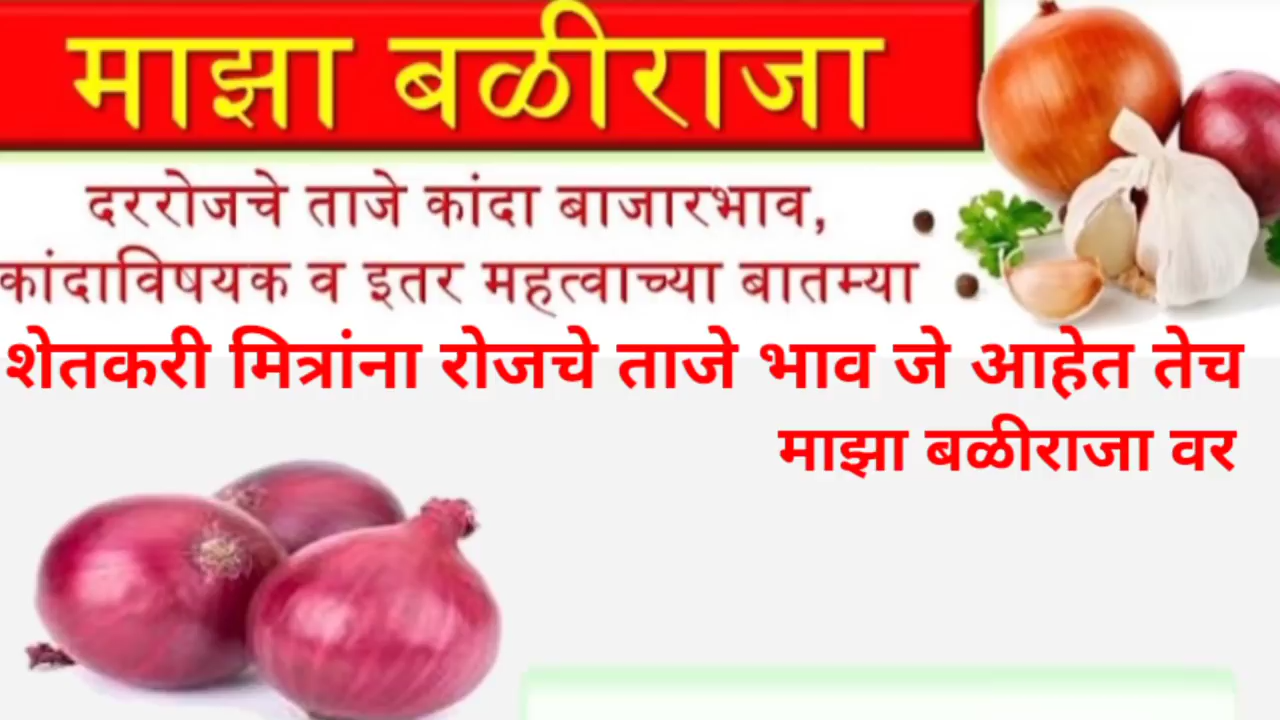 माझा बळीराजा
दररोजचे ताजे कांदा बाजारभाव,
कांदाविषयक व इतर महत्वाच्या बातम्या
शेतकरी मित्रांना रोजचे ताजे भाव जे आहेत तेच
माझा बळीराजा वर